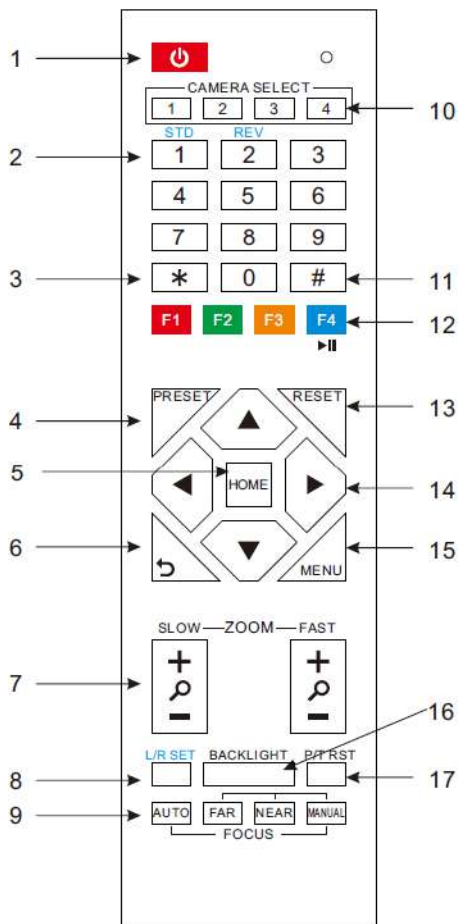 1
CAMERA SELECT
1 2 3 4 10
STD REV
2 1 2 3
4 5 6
7 8 9
3 * 0 # 11
F1 F2 F3 F4 12
PRESET RESET
4 13
5 HOME 14
6 15
MENU
SLOW ZOOM FAST
+ +
7
− −
16
L/R SET BACKLIGHT P/T RST
8 17
9 AUTO FAR NEAR MANUAL
FOCUS